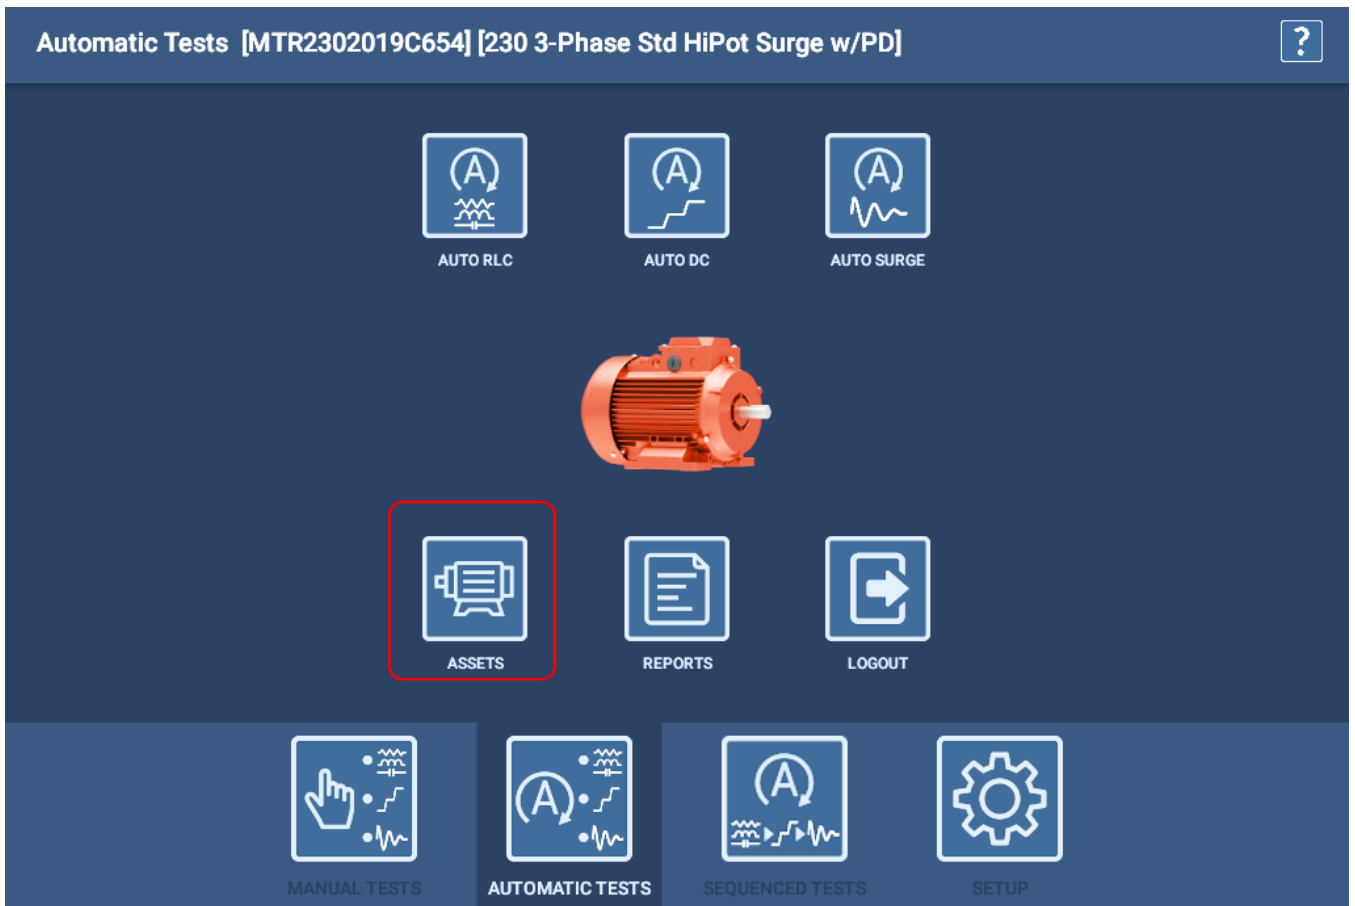 Automatic Tests [MTR2302019C654] [230 3-Phase Std HiPot Surge w/PD]
?
A A A
AUTO RLC AUTO DC AUTO SURGE
ASSETS REPORTS LOGOUT
A A
MANUAL TESTS AUTOMATIC TESTS SEQUENCED TESTS SETUP